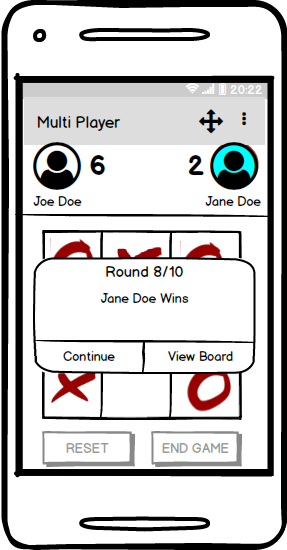 20:22
Multi Player
6
2
Joe Doe
Jane Doe
Round 8/10
Jane Doe Wins
Continue
View Board
RESET
END GAME